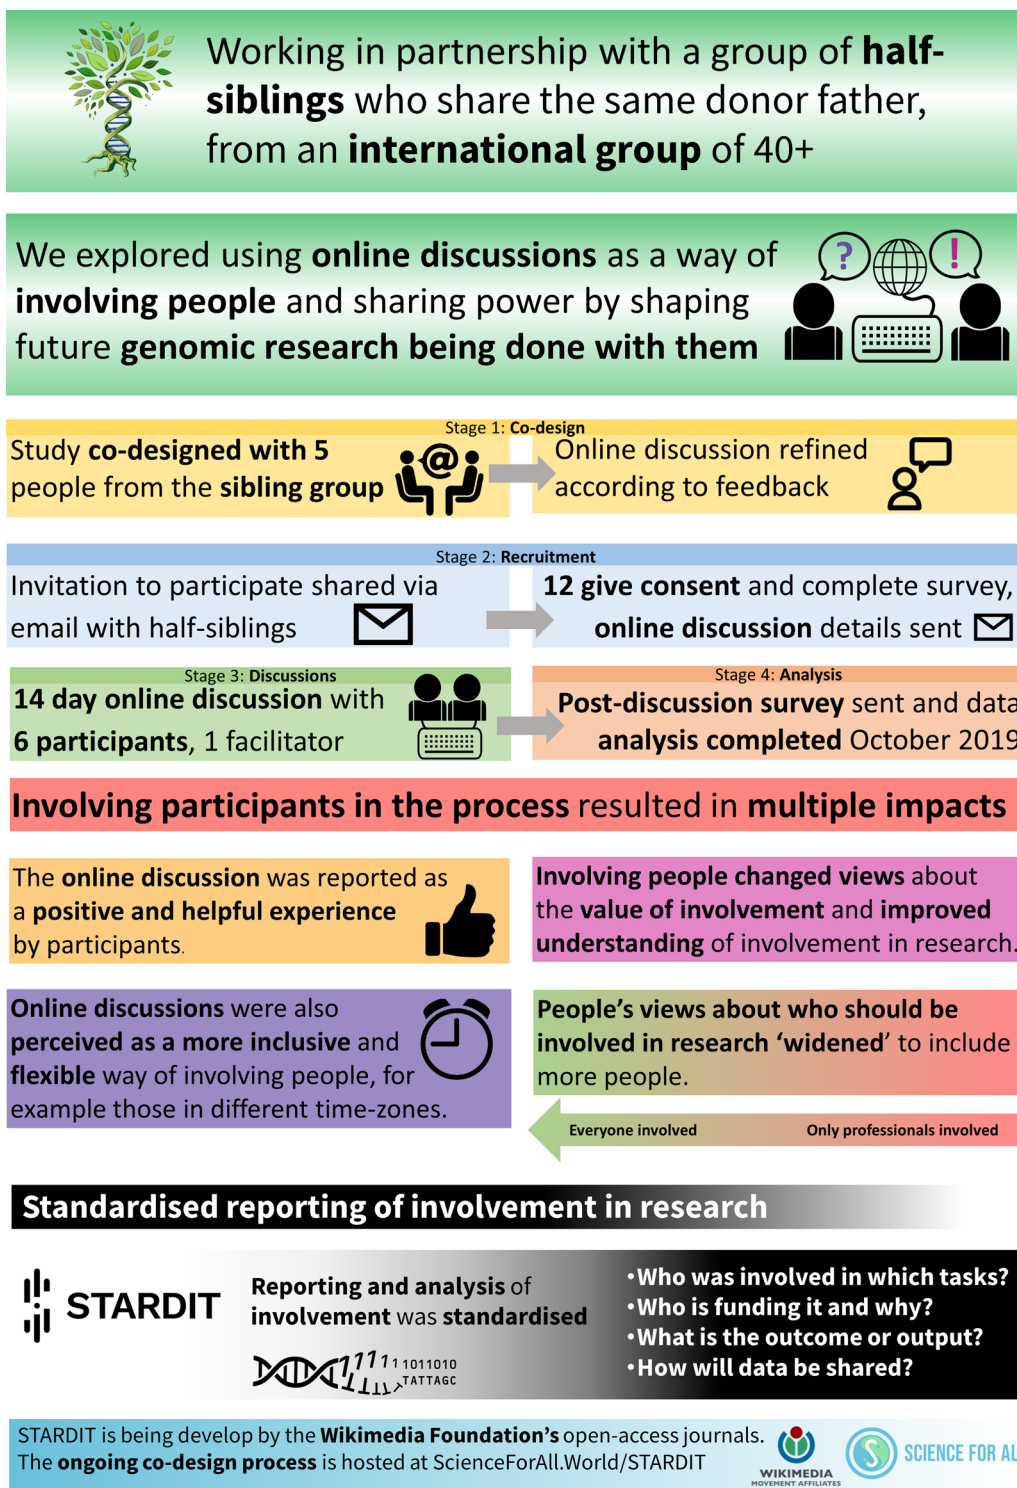 Working in partnership with a group of half-
siblings who share the same donor father,
from an international group of 40+
We explored using online discussions as a way of
involving people and sharing power by shaping
future genomic research being done with them
?
!
Stage 1: Co-design
Study co-designed with 5
people from the sibling group
@
Online discussion refined
according to feedback
Stage 2: Recruitment
Invitation to participate shared via
email with half-siblings
12 give consent and complete survey,
online discussion details sent
Stage 3: Discussions
14 day online discussion with
6 participants, 1 facilitator
Stage 4: Analysis
Post-discussion survey sent and data
analysis completed October 2019
Involving participants in the process resulted in multiple impacts
The online discussion was reported as
a positive and helpful experience
by participants.
Involving people changed views about
the value of involvement and improved
understanding of involvement in research.
Online discussions were also
perceived as a more inclusive and
flexible way of involving people, for
example those in different time-zones.
People's views about who should be
involved in research ‘widened’ to include
more people.
Everyone involved
Only professionals involved
Standardised reporting of involvement in research
STARDIT
Reporting and analysis of
involvement was standardised
1011010
TATTAGC
•Who was involved in which tasks?
•Who is funding it and why?
•What is the outcome or output?
•How will data be shared?
STARDIT is being develop by the Wikimedia Foundation's open-access journals.
The ongoing co-design process is hosted at ScienceForAll.World/STARDIT
WIKIMEDIA
MOVEMENT AFFILIATES
S
SCIENCE FOR AL